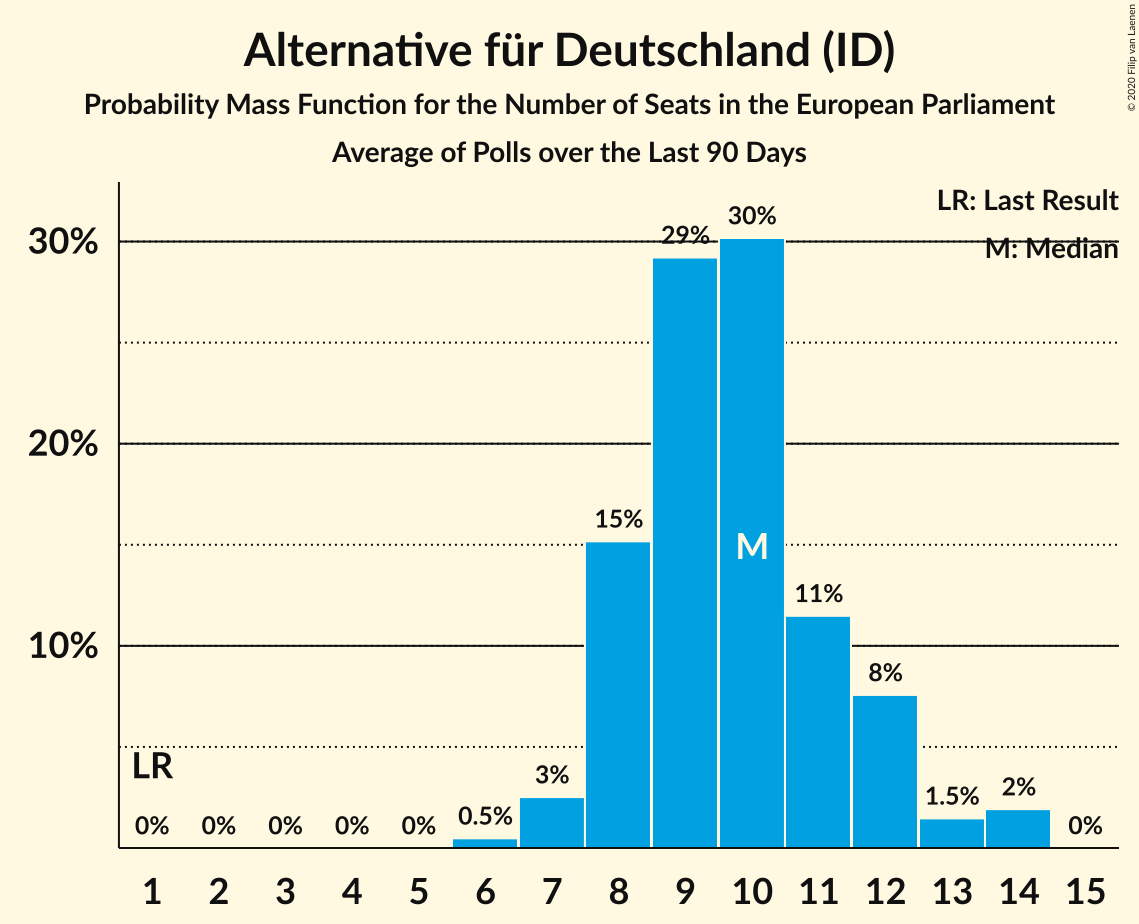 Alternative für Deutschland (ID)
Probability Mass Function for the Number of Seats in the European Parliament
Average of Polls over the Last 90 Days
© 2020 Filip van Laenen
LR: Last Result
M: Median
30%
20%
10%
30%
29%
15%
M
11%
8%
LR
3%
2%
1.5%
0.5%
0% 0% 0% 0% 0% 0%
1 2 3 4 5 6 7 8 9 10 11 12 13 14 15